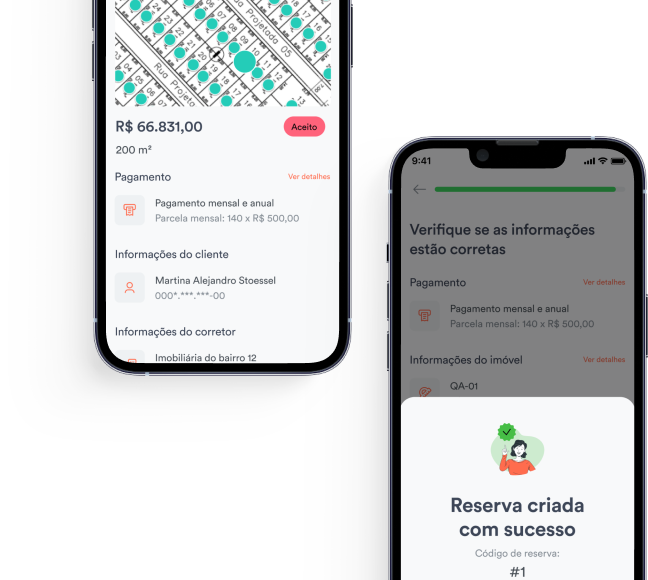 Rua Projetada 05
Rua Projeto
R$ 66.831,00
Aceito
200 m²
Pagamento
Ver detalhes
Pagamento mensal e anual
Parcela mensal: 140 x R$ 500,00
Informações do cliente
Martina Alejandro Stoessel
000*.***.***-00
Informações do corretor
Imobiliária do bairro 12
9:41
Verifique se as informações
estão corretas
Pagamento
Ver detalhes
Pagamento mensal e anual
Parcela mensal: 140 x R$ 500,00
Informações do imóvel
Ver detalhes
QA-01
Reserva criada
com sucesso
Código de reserva:
#1